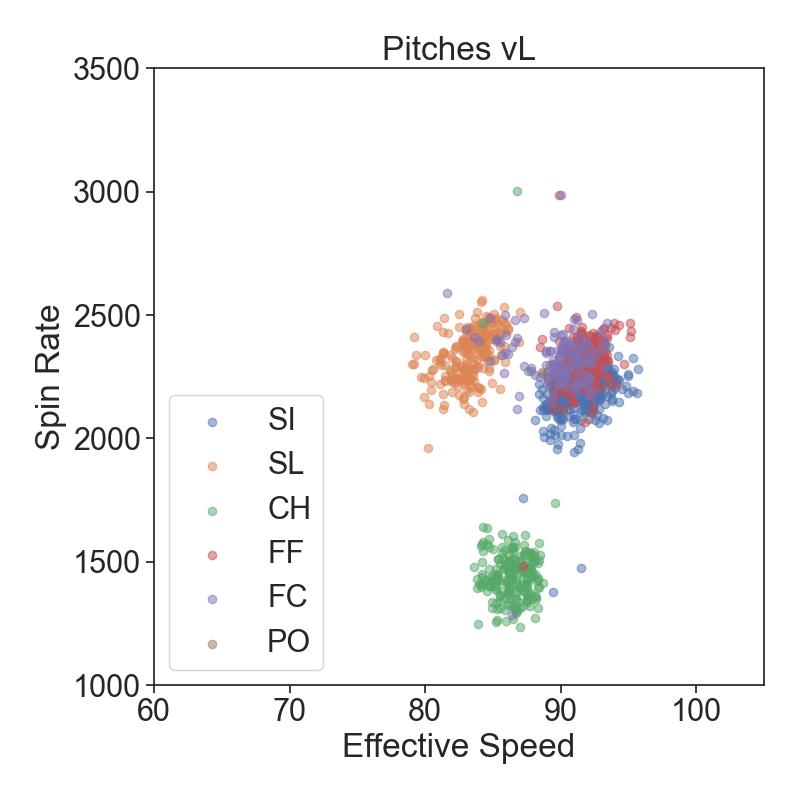 Pitches vL
3500
3000
2500
2000
1500
1000
Spin Rate
SI
SL
CH
FF
FC
PO
60
70
80
90
100
Effective Speed